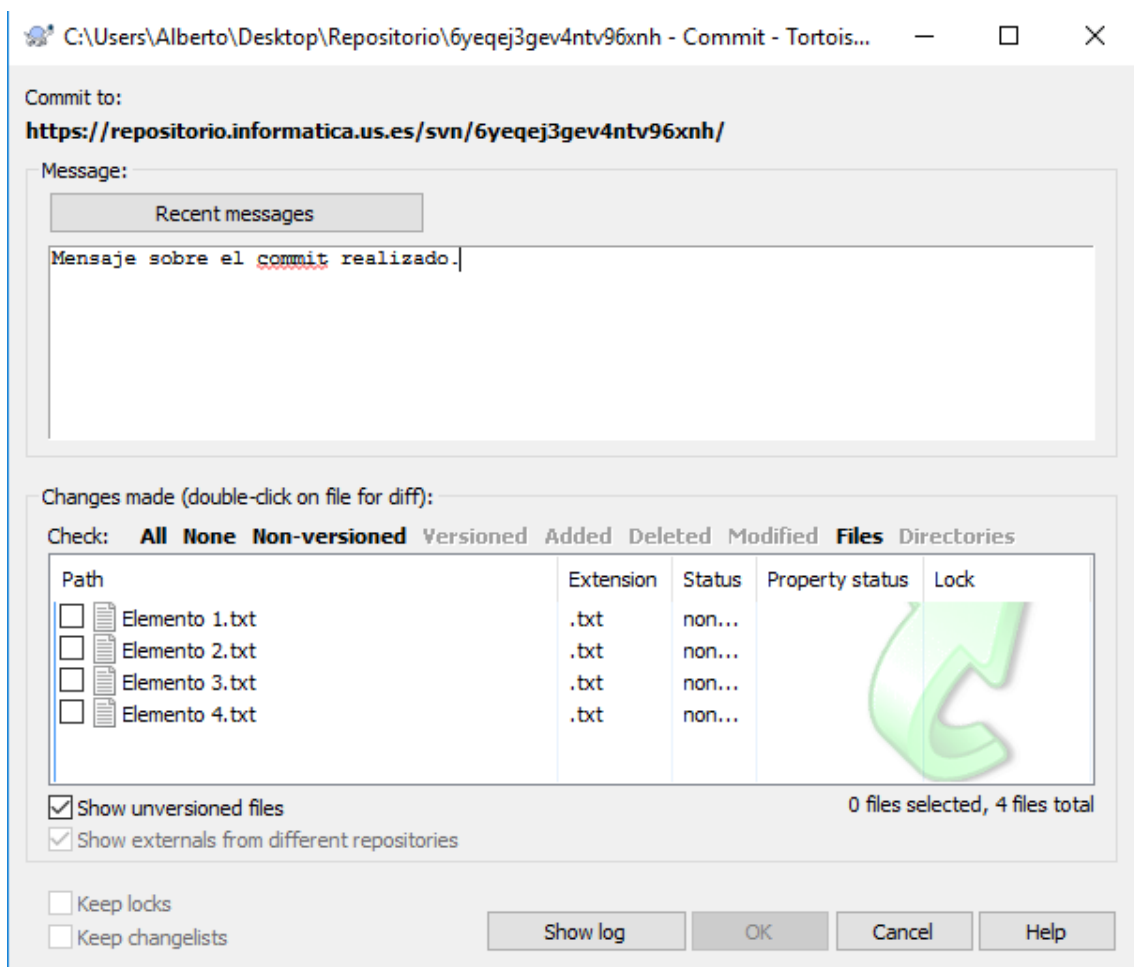 C:\Users\Alberto\Desktop\Repositorio\6yeqej3gev4ntv96xnh - Commit - Tortois...
Commit to:
https://repositorio.informatica.us.es/svn/6yeqej3gev4ntv96xnh/
Message:
Recent messages
Mensaje sobre el commit realizado.
Changes made (double-click on file for diff):
Check: All None Non-versioned Versioned Added Deleted Modified Files Directories
Path Extension Status Property status Lock
Elemento 1.txt .txt non...
Elemento 2.txt .txt non...
Elemento 3.txt .txt non...
Elemento 4.txt .txt non...
Show unversioned files 0 files selected, 4 files total
Show externals from different repositories
Keep locks
Keep changelists Show log OK Cancel Help